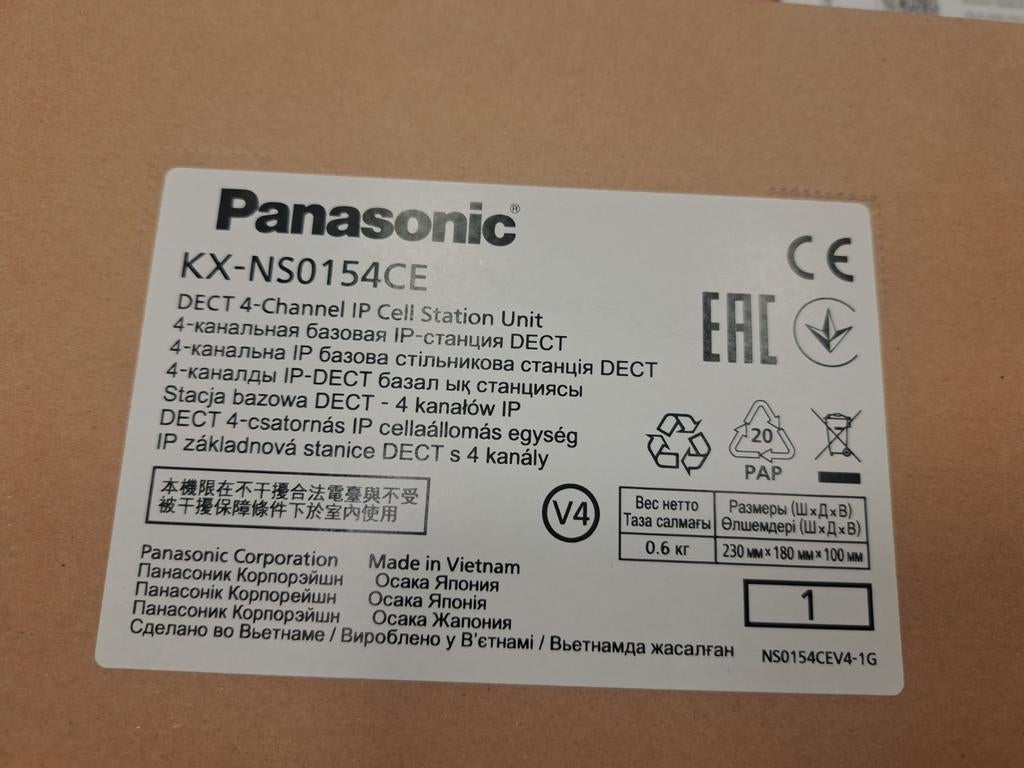 Panasonic®
KX-NS0154CE
DECT 4-Channel IP Cell Station Unit
4-канальная базовая IP-станция DECT
4-канальна IP базова стільникова станція DECT
4-каналды IP-DECT базал ық станциясы
Stacja bazowa DECT - 4 kanałów IP
DECT 4-csatornás IP cellaállomás egység
IP základnová stanice DECT s 4 kanály
CE
EAC
20
PAP
本機限在不干擾合法電臺與不受
被干擾保障條件下於室內使用
V4
Вес нетто
Таза салмағы
Размеры (Ш×Д×В)
Өлшемдері (Ш×Д×В)
0.6 кг
230 мм×180 мм×100 мм
Panasonic Corporation Made in Vietnam
Панасоник Корпорэйшн Осака Япония
Панасонік Корпорейшн Осака Японія
Панасоник Корпорэйшн Осака Жапония
Сделано во Вьетнаме / Вироблено у В'єтнамі / Вьетнамда жасалған
1
NS0154CEV4-1G